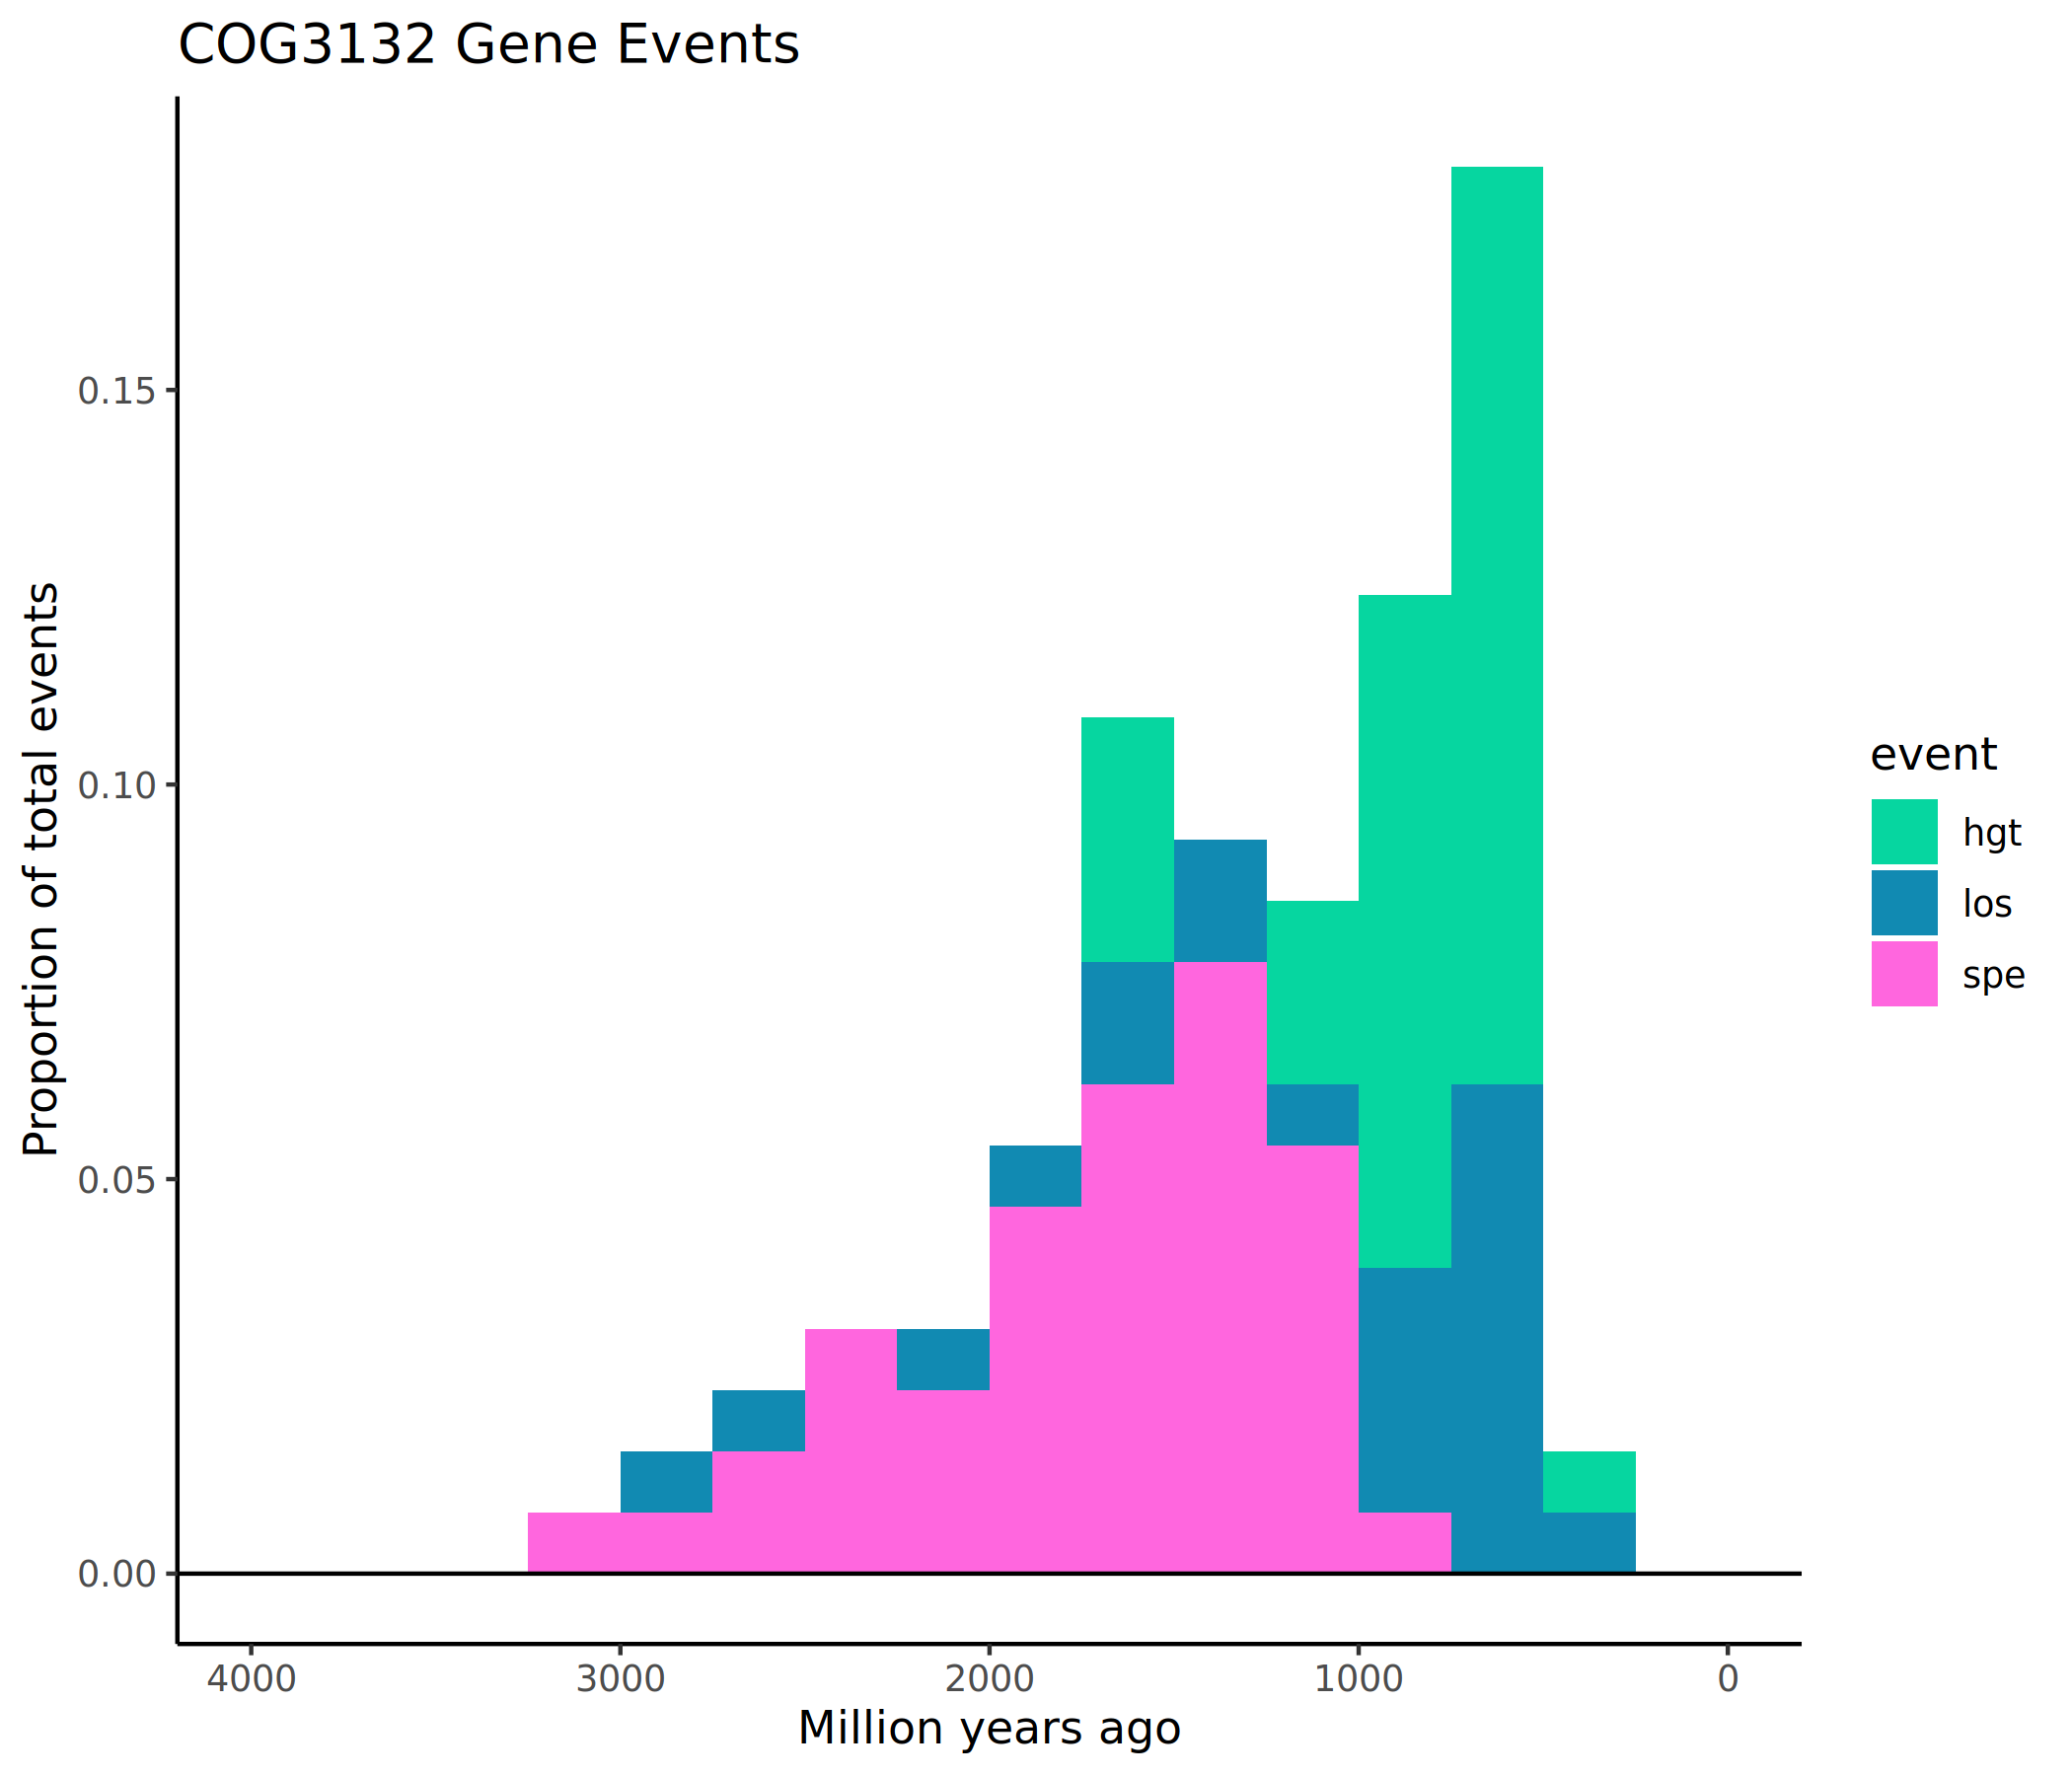 COG3132 Gene Events
Proportion of total events
0.15
0.10
0.05
0.00
4000 3000 2000 1000 0
Million years ago
event
hgt
los
spe